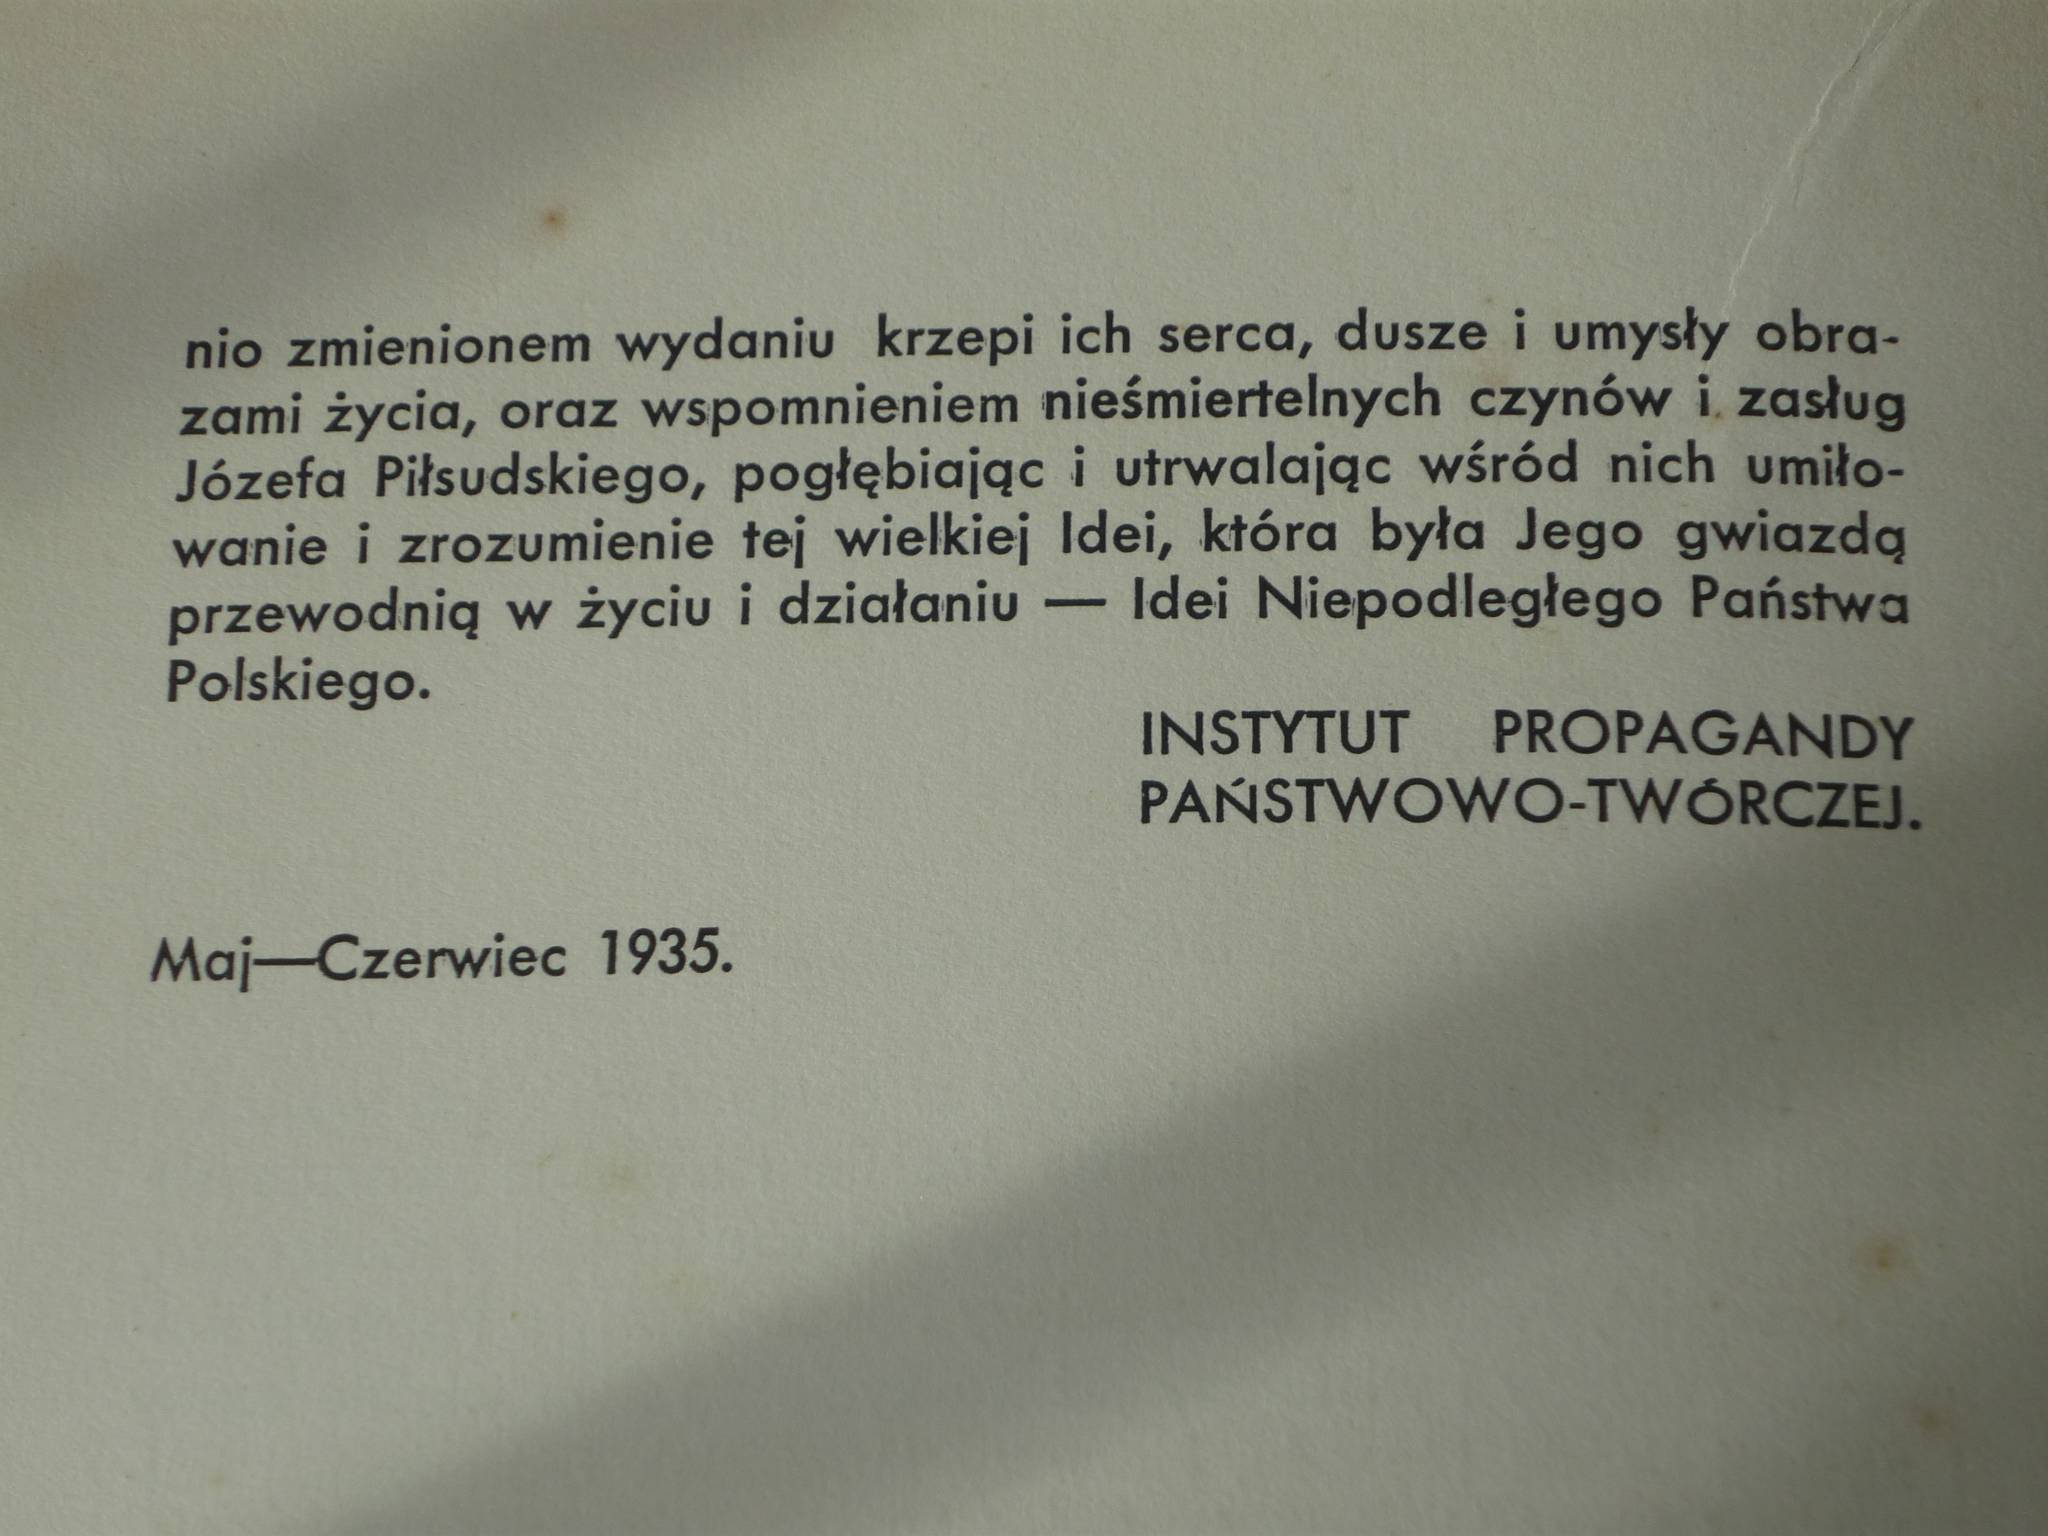 nio zmienionem wydaniu krzepi ich serca, dusze i umysły obra-
zami życia, oraz wspomnieniem nieśmiertelnych czynów i zasług
Józefa Piłsudskiego, pogłębiając i utrwalając wśród nich umiło-
wanie i zrozumienie tej wielkiej Idei, która była Jego gwiazdą
przewodnią w życiu i działaniu — Idei Niepodległego Państwa
Polskiego.
INSTYTUT PROPAGANDY
PAŃSTWOWO-TWÓRCZEJ.
Maj—Czerwiec 1935.